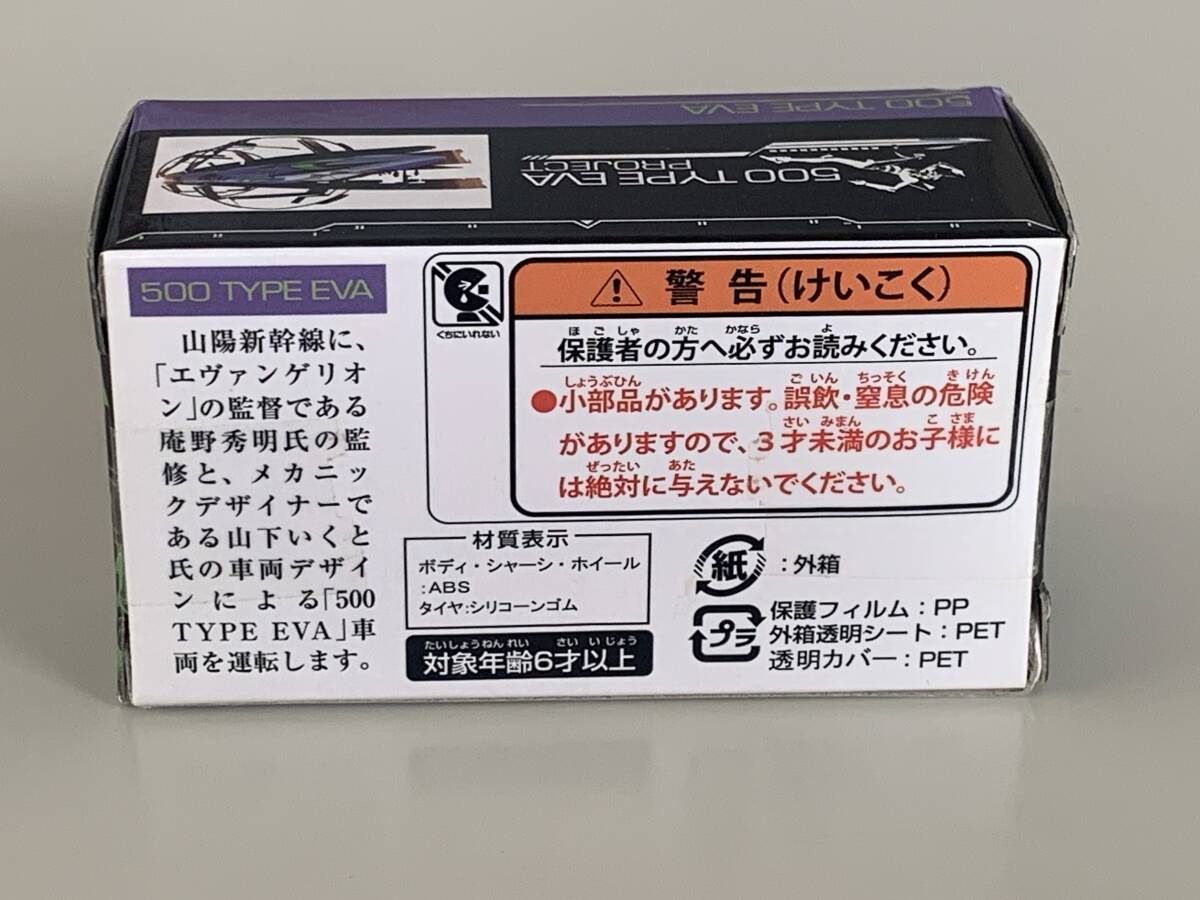 500 TYPE EVA
500 TYPE EVA
PROJECT
500 TYPE EVA
山陽新幹線に、
「エヴァンゲリオ
ン」の監督である
庵野秀明氏の監
修と、メカニッ
クデザイナーで
ある山下いくと
氏の車両デザイ
ンによる「500
TYPE EVA」車
両を運転します。
くちにいれない
警告(けいこく)
ほごしゃ かた かなら よ
保護者の方へ必ずお読みください。
しょうぶひん ごいん ちっそく きけん
●小部品があります。誤飲・窒息の危険
さい みまん こさま
がありますので、3才未満のお子様に
ぜったい あた
は絶対に与えないでください。
材質表示
ボディ・シャーシ・ホイール
:ABS
タイヤ:シリコーンゴム
たいしょうねんれい さい いじょう
対象年齢6才以上
紙:外箱
プラ
保護フィルム:PP
外箱透明シート:PET
透明カバー:PET